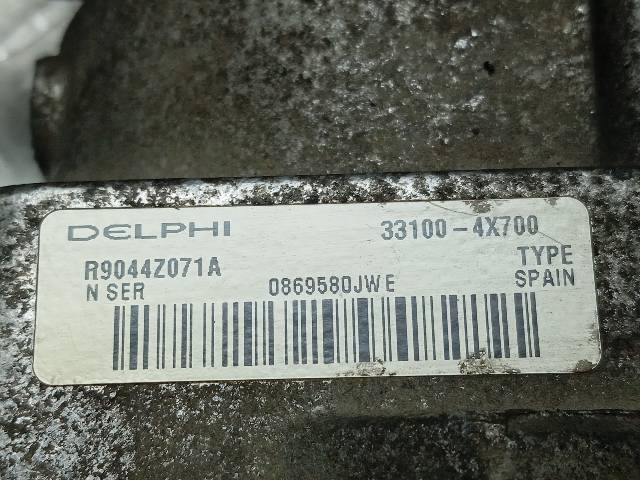 DELPHI 33100-4X700
R9044Z071A TYPE
N SER 0869580JWE SPAIN